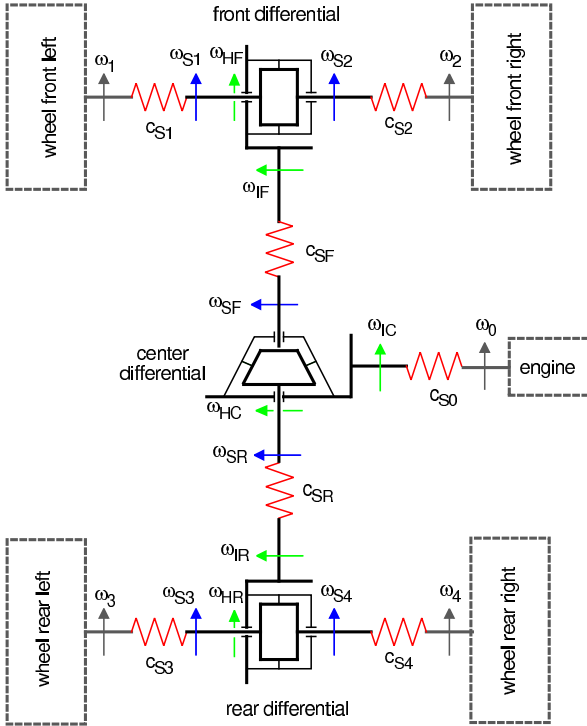 front differential
wheel front left
ω1
ωS1
ωHF
ωS2
ω2
wheel front right
cS1
cS2
ωIF
cSF
ωSF
ωIC
ω0
center
differential
engine
cS0
ωHC
ωSR
cSR
ωIR
wheel rear left
ω3
ωS3
ωHR
ωS4
ω4
wheel rear right
cS3
cS4
rear differential